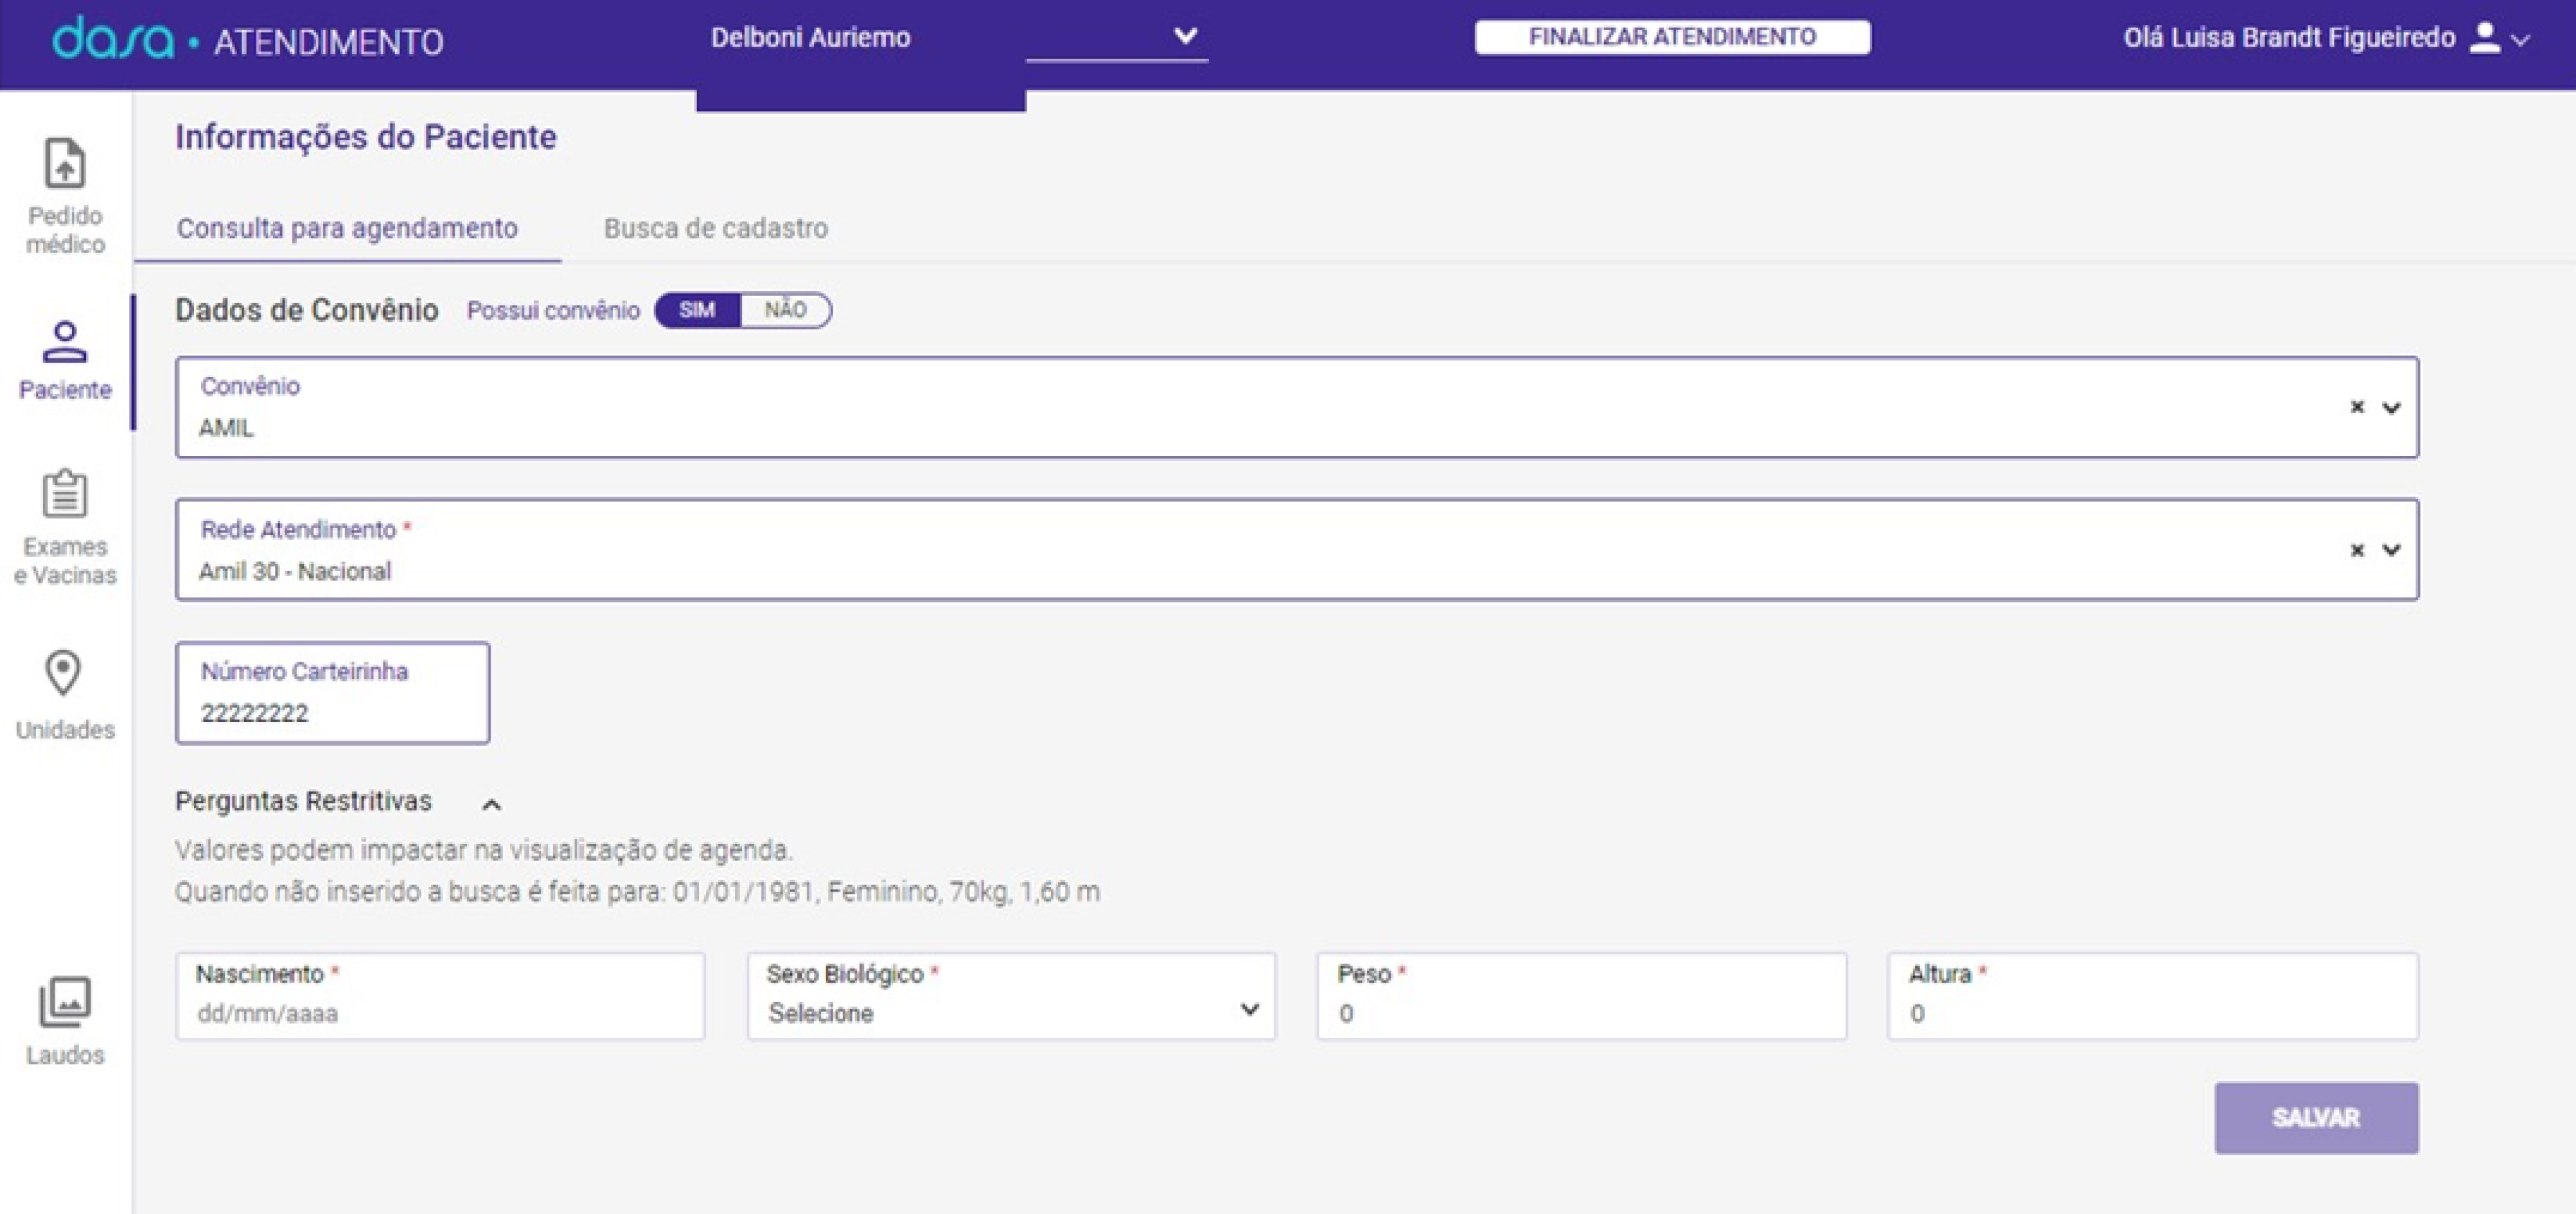 dasa • ATENDIMENTO
Delboni Auriemo
FINALIZAR ATENDIMENTO
Olá Luisa Brandt Figueiredo
Pedido
médico
Paciente
Exames
e Vacinas
Unidades
Laudos
Informações do Paciente
Consulta para agendamento
Busca de cadastro
Dados de Convênio
Possui convênio
SIM
NÃO
Convênio
AMIL
Rede Atendimento *
Amil 30 - Nacional
Número Carteirinha
22222222
Perguntas Restritivas
Valores podem impactar na visualização de agenda.
Quando não inserido a busca é feita para: 01/01/1981, Feminino, 70kg, 1,60 m
Nascimento *
dd/mm/aaaa
Sexo Biológico *
Selecione
Peso *
0
Altura *
0
SALVAR